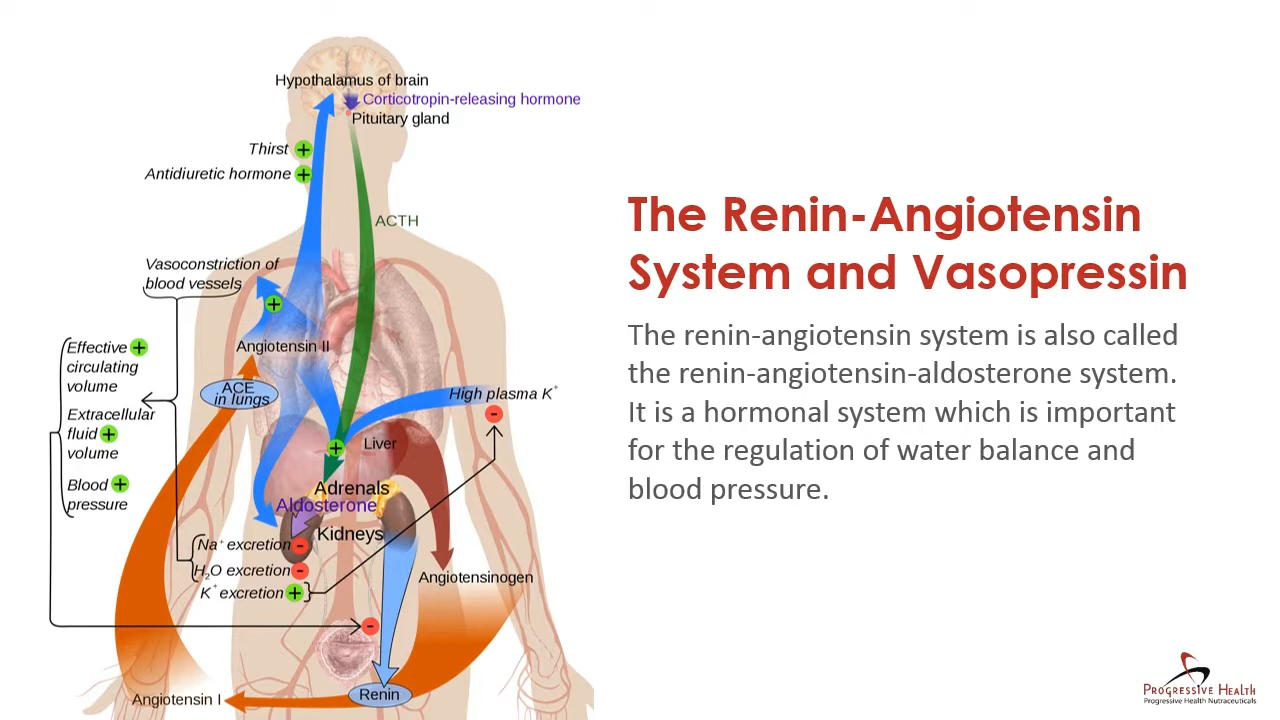 Hypothalamus of brain
Corticotropin-releasing hormone
Pituitary gland
Thirst +
Antidiuretic hormone +
ACTH
Vasoconstriction of
blood vessels
+
Angiotensin II
Effective +
circulating
volume
Extracellular
fluid +
volume
Blood +
pressure
ACE
in lungs
High plasma K+
-
+
Liver
Adrenals
Aldosterone
Kidneys
Na+ excretion -
H2O excretion -
K+ excretion +
Angiotensinogen
-
Angiotensin I
Renin
The Renin-Angiotensin
System and Vasopressin
The renin-angiotensin system is also called
the renin-angiotensin-aldosterone system.
It is a hormonal system which is important
for the regulation of water balance and
blood pressure.
Progressive Health
Progressive Health Nutraceuticals